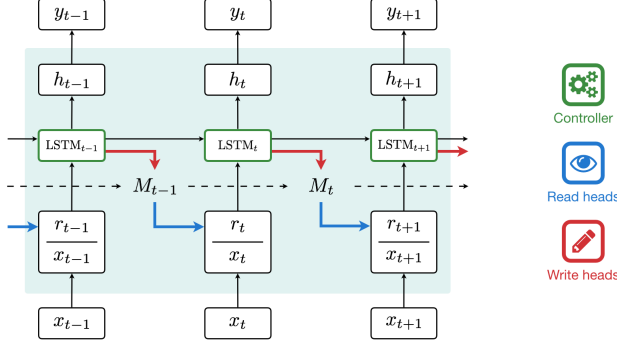 y_{t-1} y_t y_{t+1}
h_{t-1} h_t h_{t+1}
Controller
LSTM_{t-1} LSTM_t LSTM_{t+1}
M_{t-1} M_t
Read heads
r_{t-1} r_t r_{t+1}
x_{t-1} x_t x_{t+1}
Write heads
x_{t-1} x_t x_{t+1}